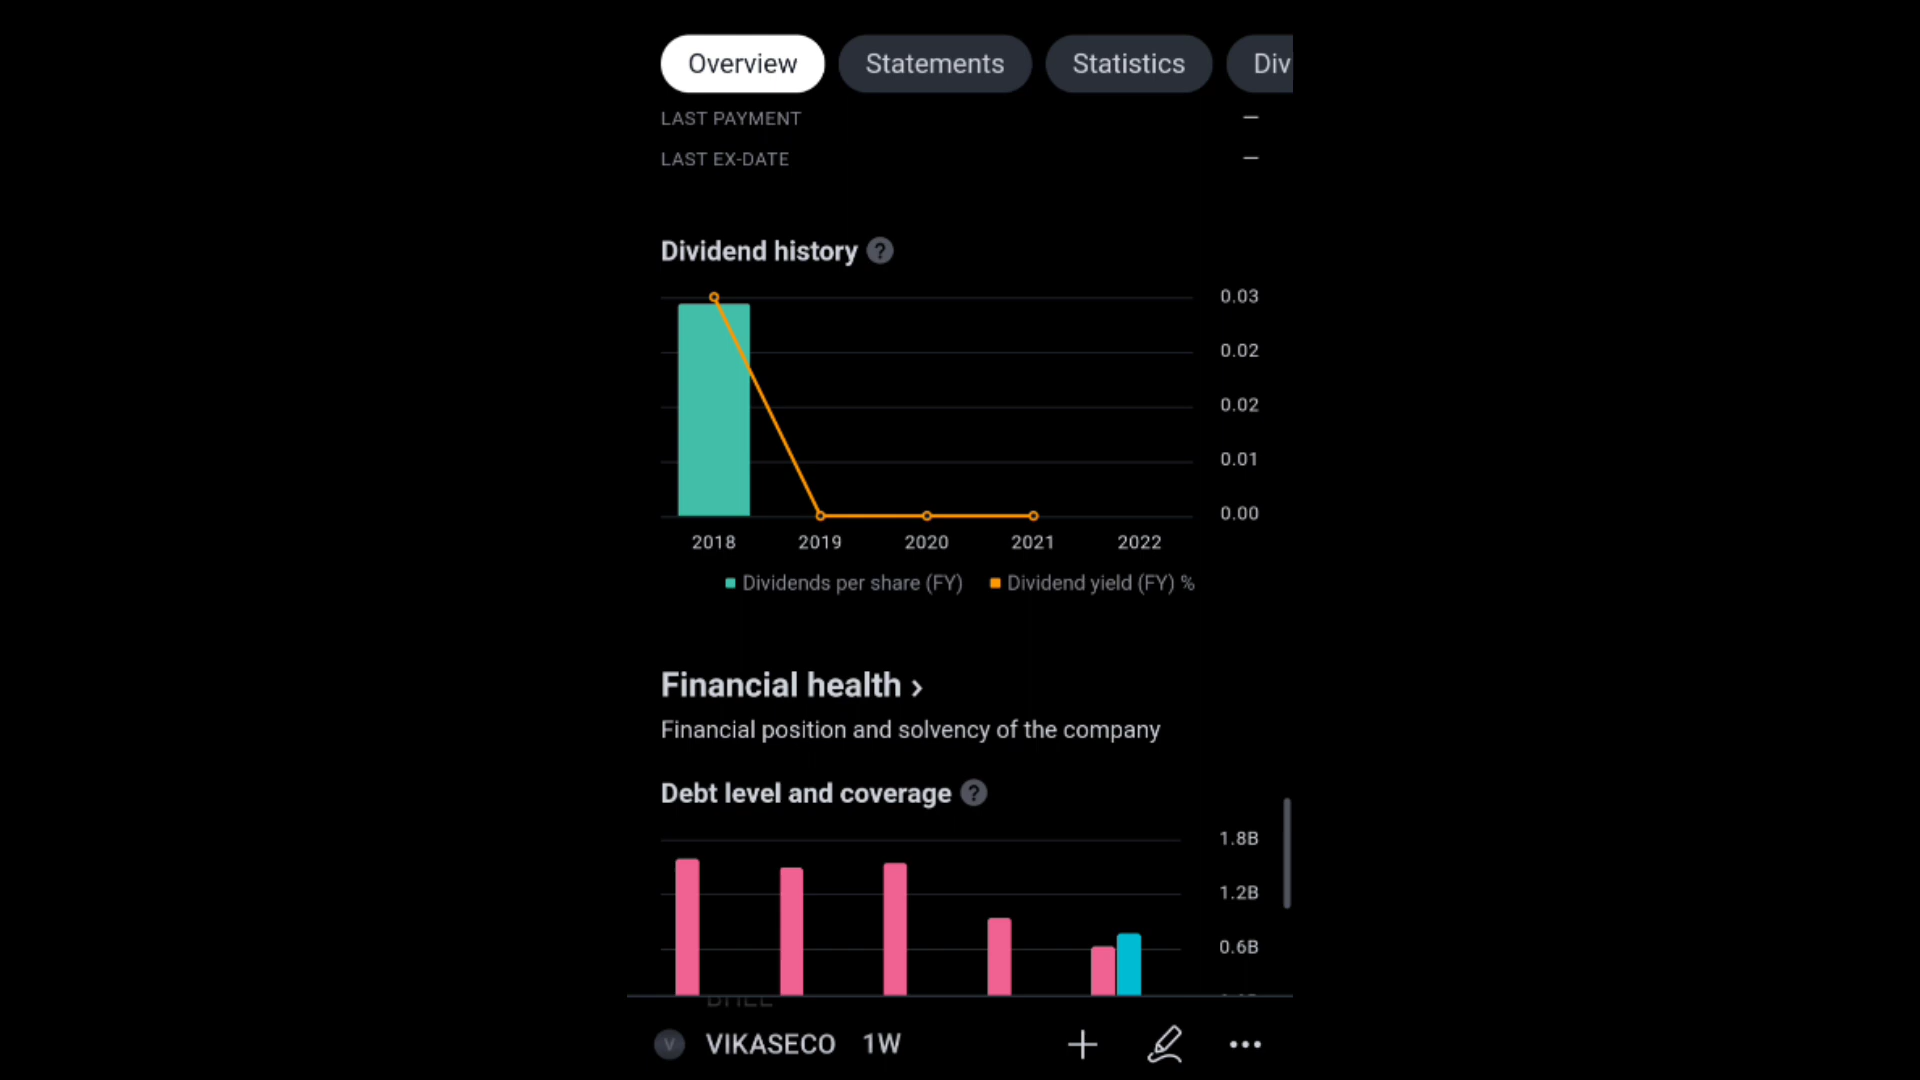 Overview Statements Statistics Div
LAST PAYMENT —
LAST EX-DATE —
Dividend history ?
0.03
0.02
0.02
0.01
0.00
2018 2019 2020 2021 2022
Dividends per share (FY) Dividend yield (FY) %
Financial health ›
Financial position and solvency of the company
Debt level and coverage ?
1.8B
1.2B
0.6B
V VIKASECO 1W